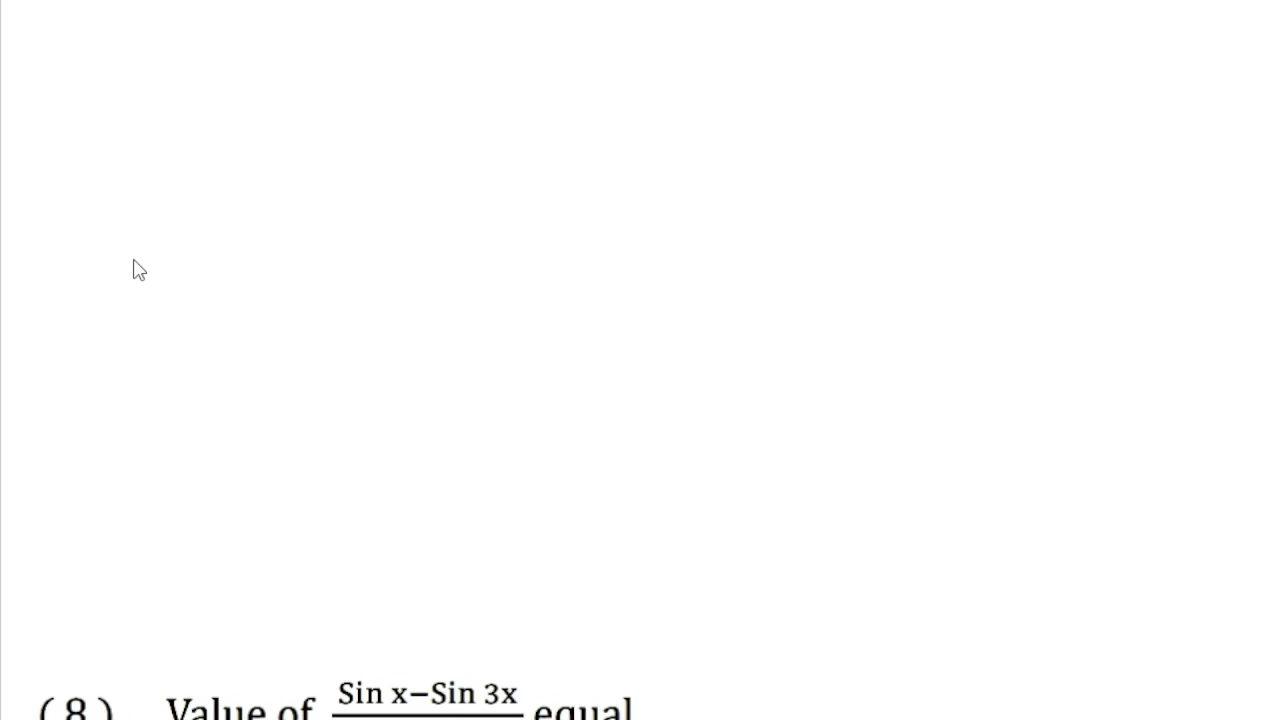 ( 8 ) Value of Sin x−Sin 3x equal